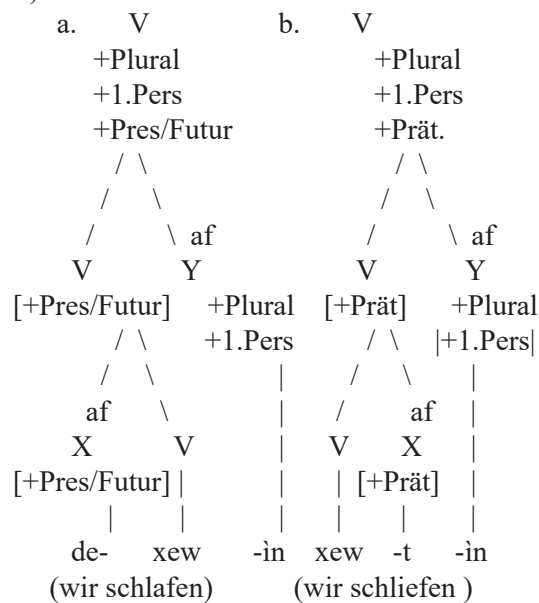 )
a. V b. V
+Plural +Plural
+1.Pers +1.Pers
+Pres/Futur +Prät.
/ \ / \
/ \ / \
/ \ af / \ af
V Y V Y
[+Pres/Futur] +Plural [+Prät] +Plural
/ \ +1.Pers / \ |+1.Pers|
/ \ | / \ |
af | / af |
X V | V X |
[+Pres/Futur] | | | [+Prät] |
| | | | | |
de- xew -ìn xew -t -ìn
(wir schlafen) (wir schliefen )